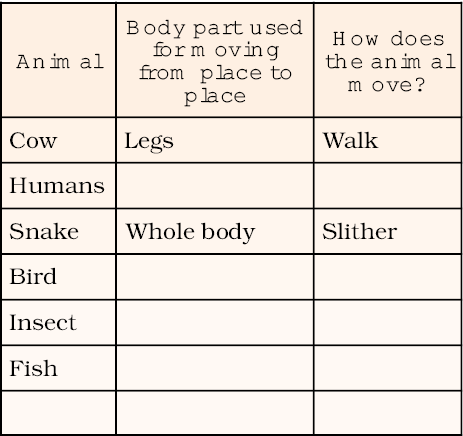 Animal
Body part used
for moving
from place to
place
How does
the animal
move?
Cow Legs Walk
Humans
Snake Whole body Slither
Bird
Insect
Fish